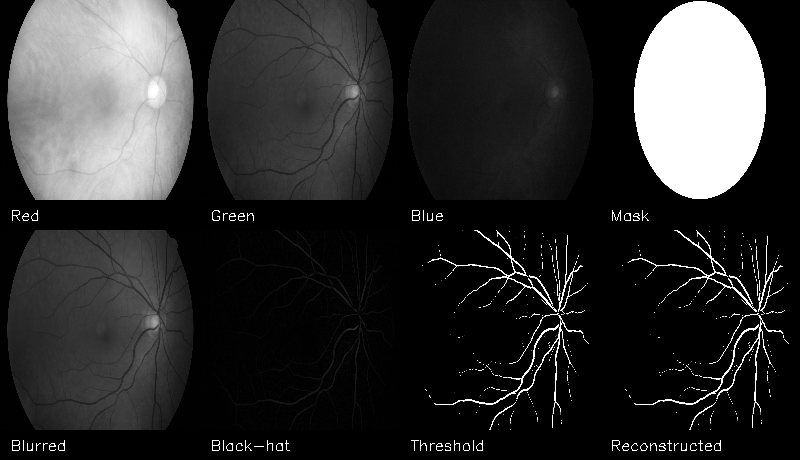 Red
Green
Blue
Mask
Blurred
Black-hat
Threshold
Reconstructed